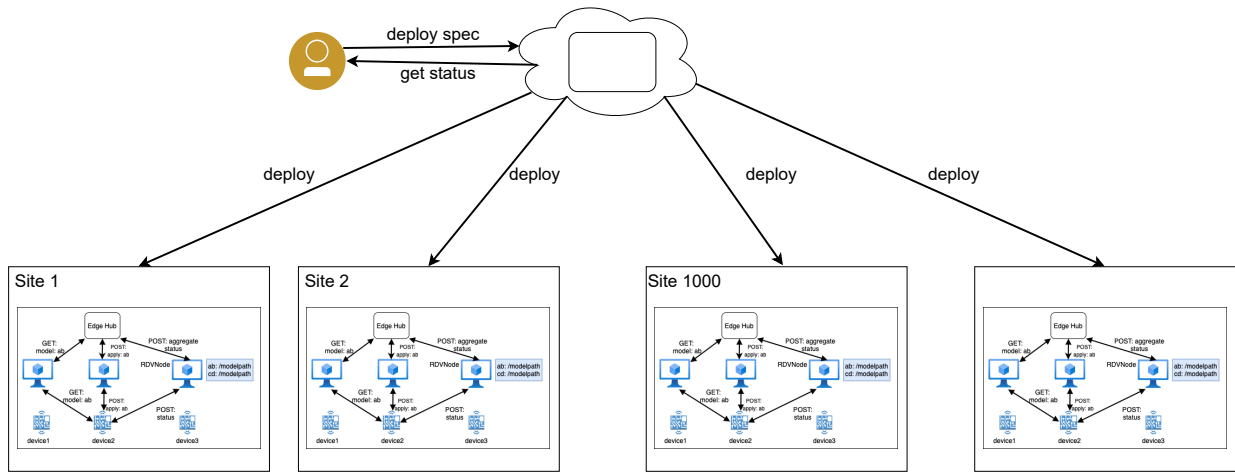 deploy spec
get status
deploy
deploy
deploy
deploy
Site 1
Edge Hub
GET:
model: ab
POST:
apply: ab
POST: aggregate
status
RDVNode
ab: /modelpath
cd: /modelpath
GET:
model: ab
POST:
apply: ab
POST:
status
device1
device2
device3
Site 2
Edge Hub
GET:
model: ab
POST:
apply: ab
POST: aggregate
status
RDVNode
ab: /modelpath
cd: /modelpath
GET:
model: ab
POST:
apply: ab
POST:
status
device1
device2
device3
Site 1000
Edge Hub
GET:
model: ab
POST:
apply: ab
POST: aggregate
status
RDVNode
ab: /modelpath
cd: /modelpath
GET:
model: ab
POST:
apply: ab
POST:
status
device1
device2
device3
Edge Hub
GET:
model: ab
POST:
apply: ab
POST: aggregate
status
RDVNode
ab: /modelpath
cd: /modelpath
GET:
model: ab
POST:
apply: ab
POST:
status
device1
device2
device3